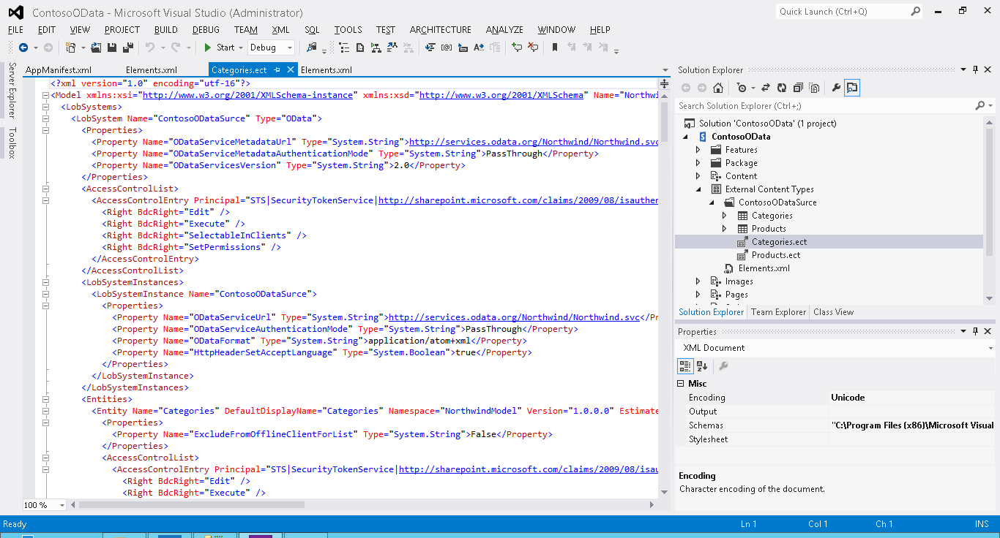 ContosoOData - Microsoft Visual Studio (Administrator)
Quick Launch (Ctrl+Q)
FILE EDIT VIEW PROJECT BUILD DEBUG TEAM XML SQL TOOLS TEST ARCHITECTURE ANALYZE WINDOW HELP
Start Debug
Server Explorer
Toolbox
AppManifest.xml Elements.xml Categories.ect Elements.xml
<?xml version="1.0" encoding="utf-16"?>
<Model xmlns:xsi="http://www.w3.org/2001/XMLSchema-instance" xmlns:xsd="http://www.w3.org/2001/XMLSchema" Name="Northwi
<LobSystems>
<LobSystem Name="ContosoODataSurce" Type="OData">
<Properties>
<Property Name="ODataServiceMetadataUrl" Type="System.String">http://services.odata.org/Northwind/Northwind.svc
<Property Name="ODataServiceMetadataAuthenticationMode" Type="System.String">PassThrough</Property>
<Property Name="ODataServicesVersion" Type="System.String">2.0</Property>
</Properties>
<AccessControlList>
<AccessControlEntry Principal="STS|SecurityTokenService|http://sharepoint.microsoft.com/claims/2009/08/isauther
<Right BdcRight="Edit" />
<Right BdcRight="Execute" />
<Right BdcRight="SelectableInClients" />
<Right BdcRight="SetPermissions" />
</AccessControlEntry>
</AccessControlList>
<LobSystemInstances>
<LobSystemInstance Name="ContosoODataSurce">
<Properties>
<Property Name="ODataServiceUrl" Type="System.String">http://services.odata.org/Northwind/Northwind.svc</Pr
<Property Name="ODataServiceAuthenticationMode" Type="System.String">PassThrough</Property>
<Property Name="ODataFormat" Type="System.String">application/atom+xml</Property>
<Property Name="HttpHeaderSetAcceptLanguage" Type="System.Boolean">true</Property>
</Properties>
</LobSystemInstance>
</LobSystemInstances>
<Entities>
<Entity Name="Categories" DefaultDisplayName="Categories" Namespace="NorthwindModel" Version="1.0.0.0" Estimate
<Properties>
<Property Name="ExcludeFromOfflineClientForList" Type="System.String">False</Property>
</Properties>
<AccessControlList>
<AccessControlEntry Principal="STS|SecurityTokenService|http://sharepoint.microsoft.com/claims/2009/08/isau
<Right BdcRight="Edit" />
<Right BdcRight="Execute" />
100 %
Solution Explorer
Search Solution Explorer (Ctrl+;)
Solution 'ContosoOData' (1 project)
ContosoOData
Features
Package
Content
External Content Types
ContosoODataSurce
Categories
Products
Categories.ect
Products.ect
Elements.xml
Images
Pages
Solution Explorer Team Explorer Class View
Properties
XML Document
Misc
Encoding Unicode
Output
Schemas "C:\Program Files (x86)\Microsoft Visual
Stylesheet
Encoding
Character encoding of the document.
Ready Ln 1 Col 1 Ch 1 INS